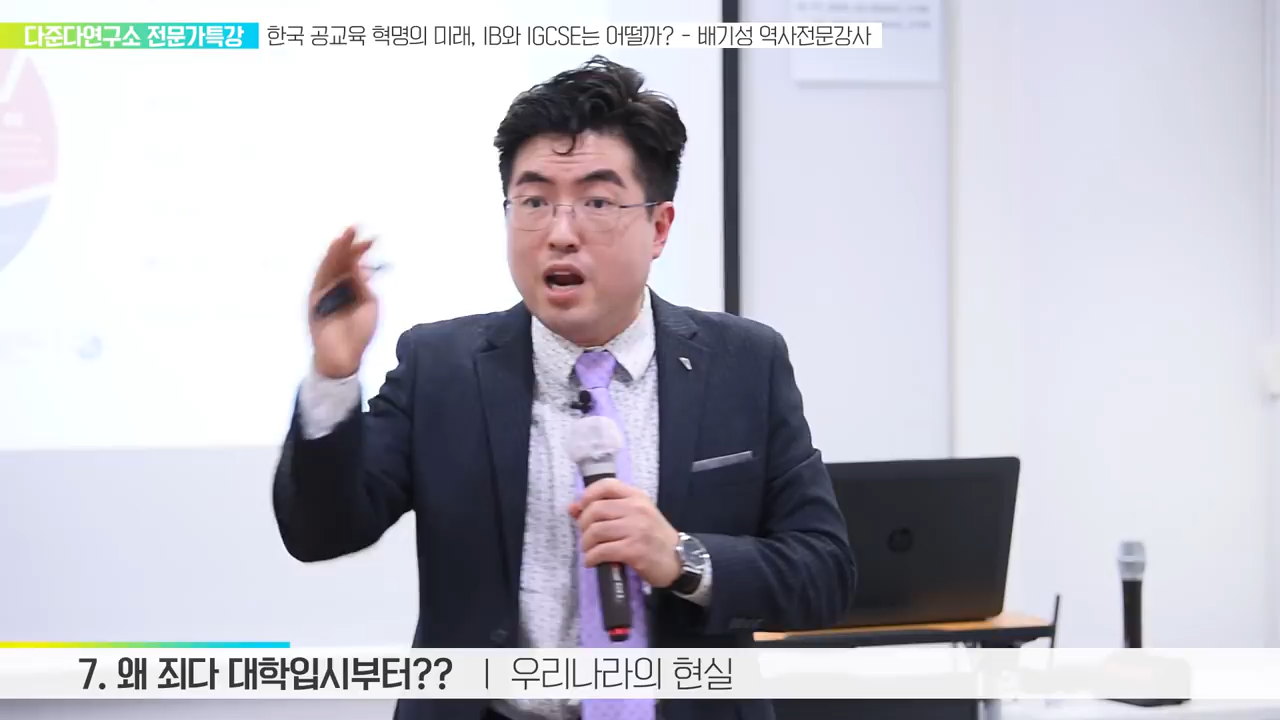 다준다연구소 전문가특강 한국 공교육 혁명의 미래, IB와 IGCSE는 어떨까? - 배기성 역사전문강사
7. 왜 죄다 대학입시부터?? | 우리나라의 현실